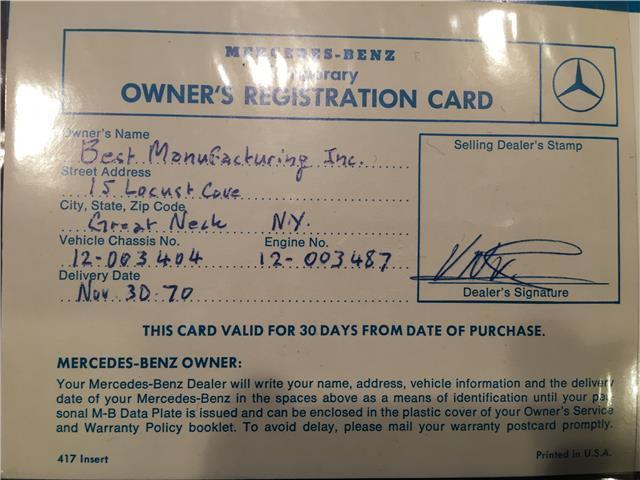 MERCEDES-BENZ
Temporary
OWNER'S REGISTRATION CARD
Owner's Name
Best Manufacturing Inc.
Street Address
15 Locust Cove
City, State, Zip Code
Great Neck N.Y.
Vehicle Chassis No. Engine No.
12-003404 12-003487
Delivery Date
Nov 30-70
Selling Dealer's Stamp
Dealer's Signature
THIS CARD VALID FOR 30 DAYS FROM DATE OF PURCHASE.
MERCEDES-BENZ OWNER:
Your Mercedes-Benz Dealer will write your name, address, vehicle information and the delivery
date of your Mercedes-Benz in the spaces above as a means of identification until your per-
sonal M-B Data Plate is issued and can be enclosed in the plastic cover of your Owner's Service
and Warranty Policy booklet. To avoid delay, please mail your warranty postcard promptly.
417 Insert Printed in U.S.A.